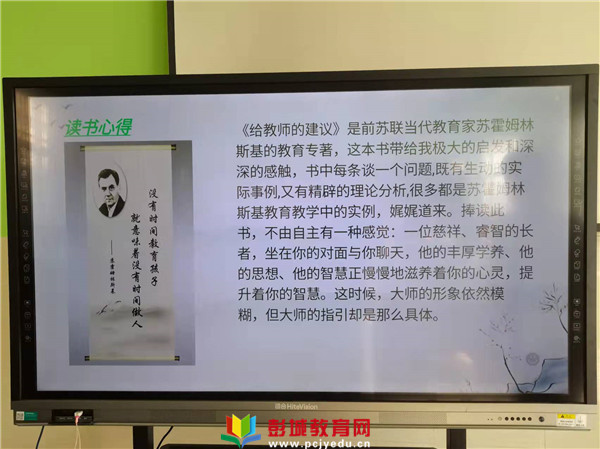 读书心得
没有时间教育孩子
就意味着没有时间做人
——苏霍姆林斯基
《给教师的建议》是前苏联当代教育家苏霍姆林
斯基的教育专著，这本书带给我极大的启发和深
深的感触，书中每条谈一个问题,既有生动的实
际事例,又有精辟的理论分析,很多都是苏霍姆林
斯基教育教学中的实例，娓娓道来。捧读此
书，不由自主有一种感觉：一位慈祥、睿智的长
者，坐在你的对面与你聊天，他的丰厚学养、他
的思想、他的智慧正慢慢地滋养着你的心灵，提
升着你的智慧。这时候，大师的形象依然模
糊，但大师的指引却是那么具体。
HiteVision
彭城教育网
www.pcjyedu.cn